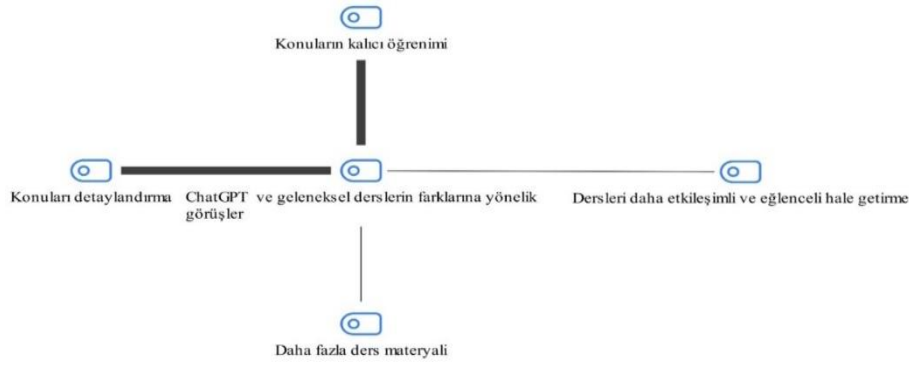 Konuların kalıcı öğrenimi
Konuları detaylandırma
ChatGPT ve geleneksel derslerin farklarına yönelik
görüşler
Dersleri daha etkileşimli ve eğlenceli hale getirme
Daha fazla ders materyali